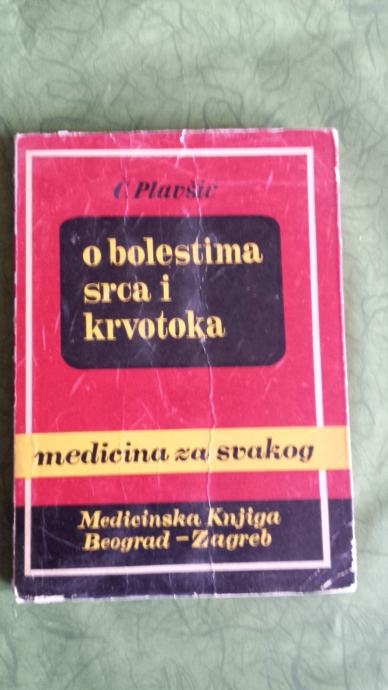 Č. Plavšić
o bolestima
srca i
krvotoka
medicina za svakog
Medicinska Knjiga
Beograd - Zagreb